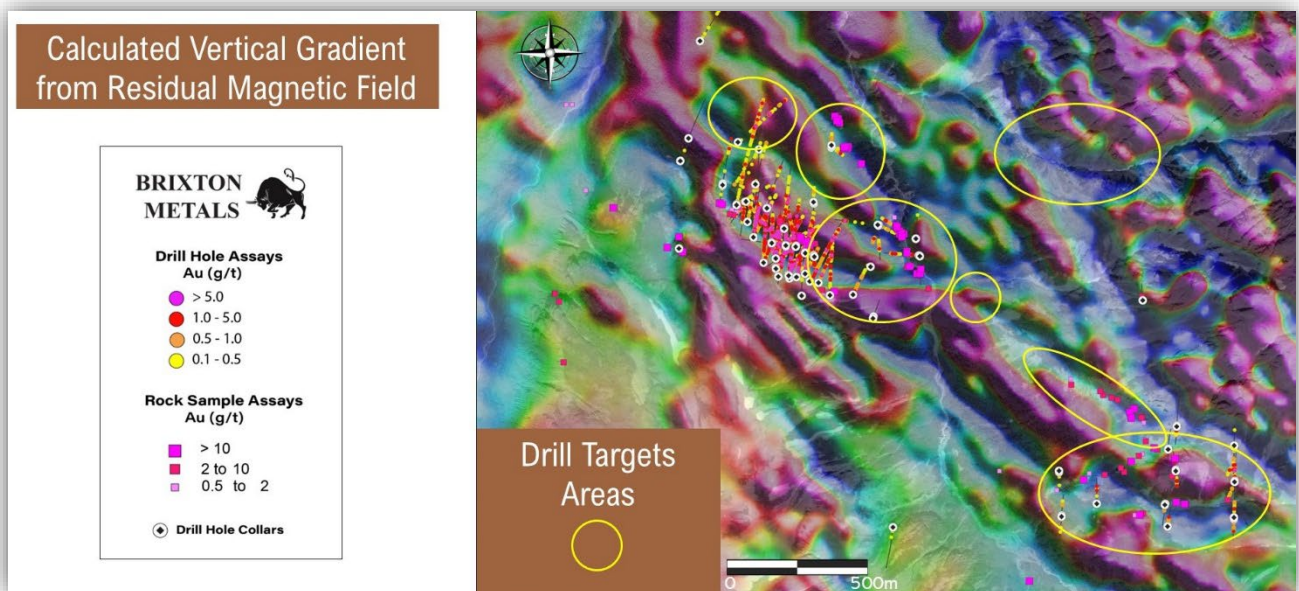 Calculated Vertical Gradient
from Residual Magnetic Field
BRIXTON
METALS
Drill Hole Assays
Au (g/t)
> 5.0
1.0 - 5.0
0.5 - 1.0
0.1 - 0.5
Rock Sample Assays
Au (g/t)
> 10
2 to 10
0.5 to 2
Drill Hole Collars
Drill Targets
Areas
0
500m